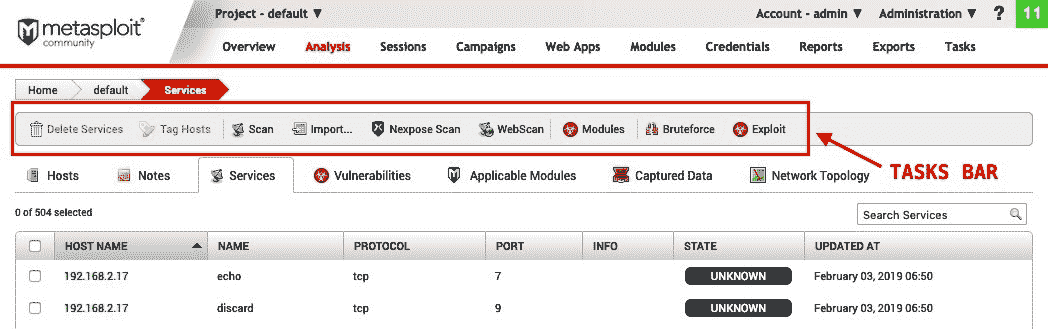 Project - default ▼ Account - admin ▼ Administration ▼ ? 11
metasploit
community
Overview Analysis Sessions Campaigns Web Apps Modules Credentials Reports Exports Tasks
Home default Services
Delete Services Tag Hosts Scan Import... Nexpose Scan WebScan Modules Bruteforce Exploit
TASKS BAR
Hosts Notes Services Vulnerabilities Applicable Modules Captured Data Network Topology
0 of 504 selected
Search Services
HOST NAME NAME PROTOCOL PORT INFO STATE UPDATED AT
192.168.2.17 echo tcp 7 UNKNOWN February 03, 2019 06:50
192.168.2.17 discard tcp 9 UNKNOWN February 03, 2019 06:50